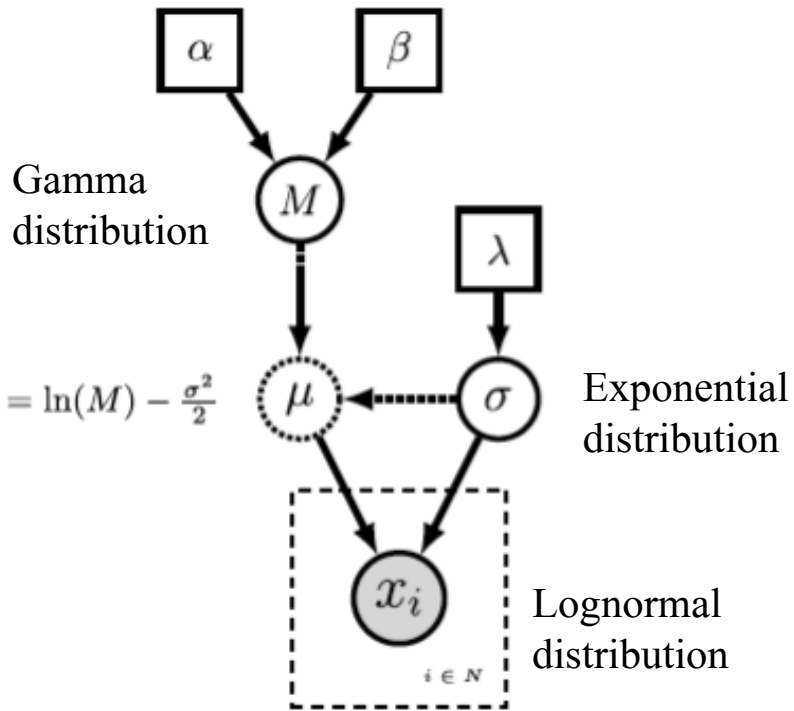 α
β
Gamma
distribution
M
λ
= ln(M) − σ²/2
μ
σ
Exponential
distribution
xᵢ
Lognormal
distribution
i ∈ N